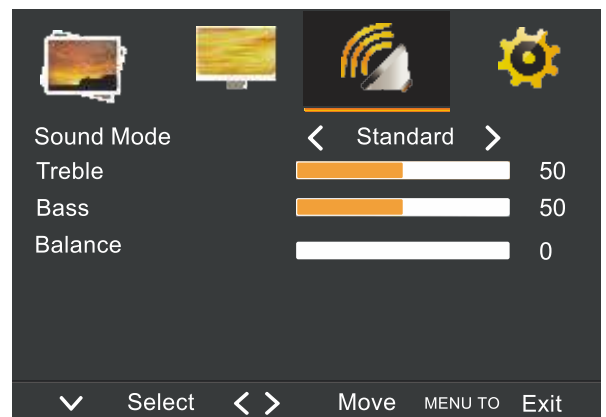 Sound Mode Standard
Treble 50
Bass 50
Balance 0
Select Move MENU TO Exit